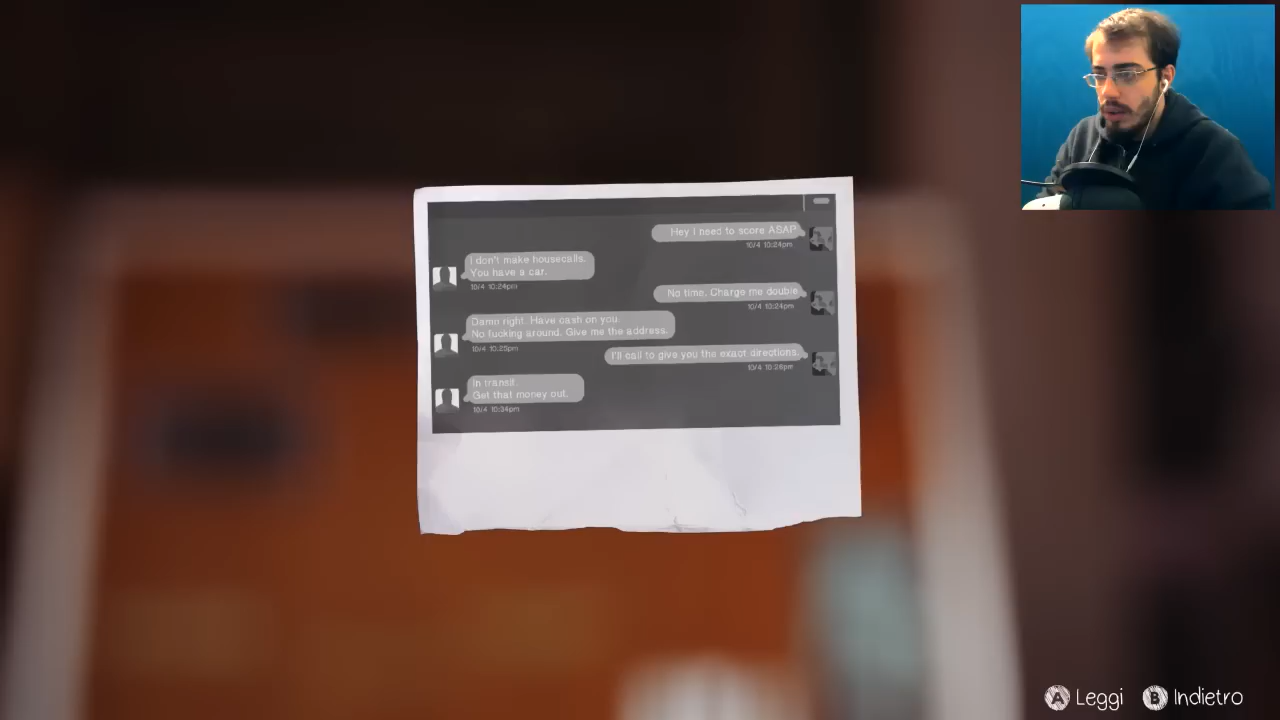 Hey I need to score ASAP
10/4 10:24pm
I don't make housecalls.
You have a car.
10/4 10:24pm
No time. Charge me double
10/4 10:24pm
Damn right. Have cash on you.
No fucking around. Give me the address.
10/4 10:25pm
I'll call to give you the exact directions.
10/4 10:26pm
In transit.
Get that money out.
10/4 10:34pm
A Leggi B Indietro